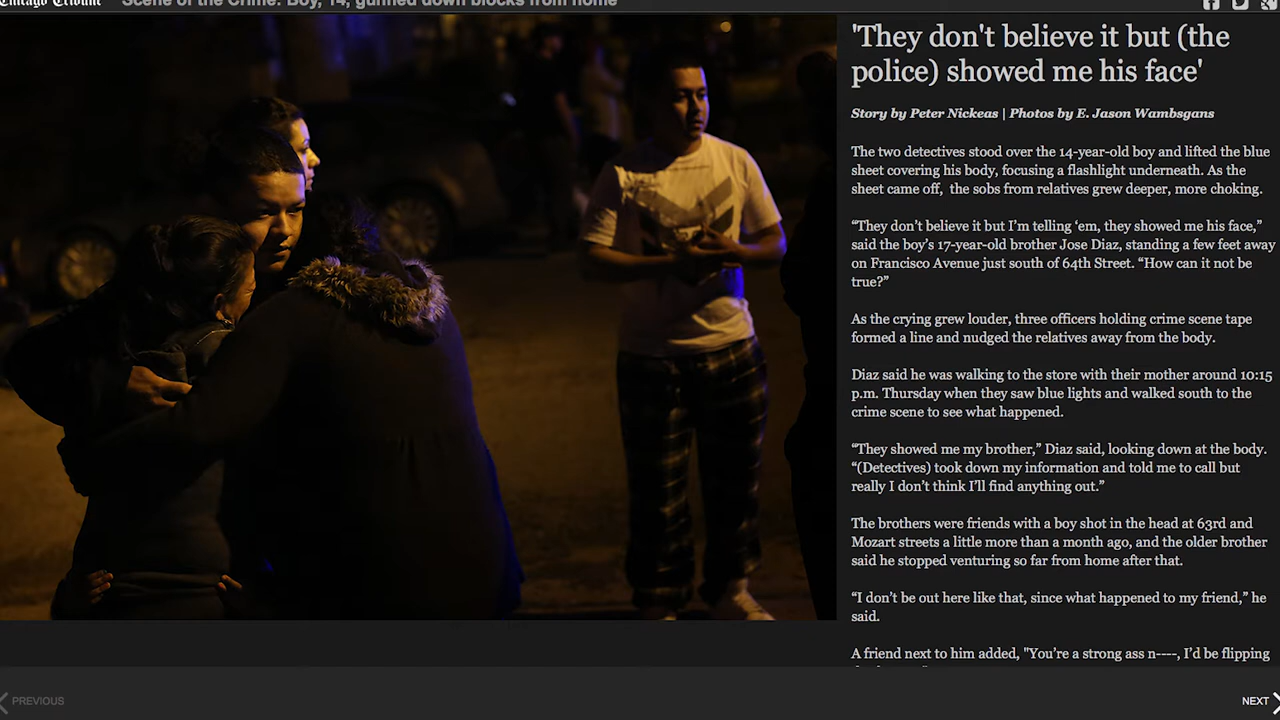 Chicago Tribune Scene of the Crime: Boy, 14, gunned down blocks from home
'They don't believe it but (the
police) showed me his face'
Story by Peter Nickeas | Photos by E. Jason Wambsgans
The two detectives stood over the 14-year-old boy and lifted the blue
sheet covering his body, focusing a flashlight underneath. As the
sheet came off, the sobs from relatives grew deeper, more choking.
“They don’t believe it but I’m telling ‘em, they showed me his face,”
said the boy’s 17-year-old brother Jose Diaz, standing a few feet away
on Francisco Avenue just south of 64th Street. “How can it not be
true?”
As the crying grew louder, three officers holding crime scene tape
formed a line and nudged the relatives away from the body.
Diaz said he was walking to the store with their mother around 10:15
p.m. Thursday when they saw blue lights and walked south to the
crime scene to see what happened.
“They showed me my brother,” Diaz said, looking down at the body.
“(Detectives) took down my information and told me to call but
really I don’t think I’ll find anything out.”
The brothers were friends with a boy shot in the head at 63rd and
Mozart streets a little more than a month ago, and the older brother
said he stopped venturing so far from home after that.
“I don’t be out here like that, since what happened to my friend,” he
said.
A friend next to him added, "You’re a strong ass n----, I’d be flipping
PREVIOUS
NEXT